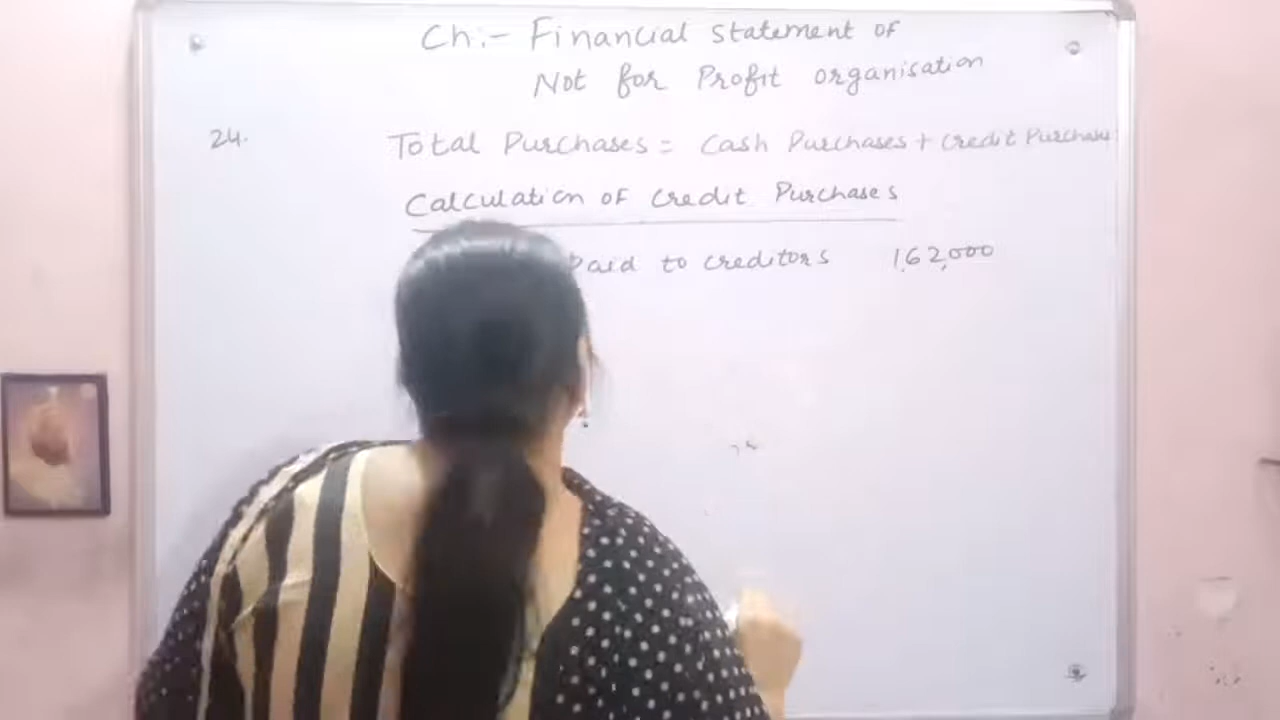 Ch:- Financial statement of
Not for Profit organisation
24.
Total Purchases = Cash Purchases + Credit Purchases
Calculation of Credit Purchases
Paid to creditors 1,62,000